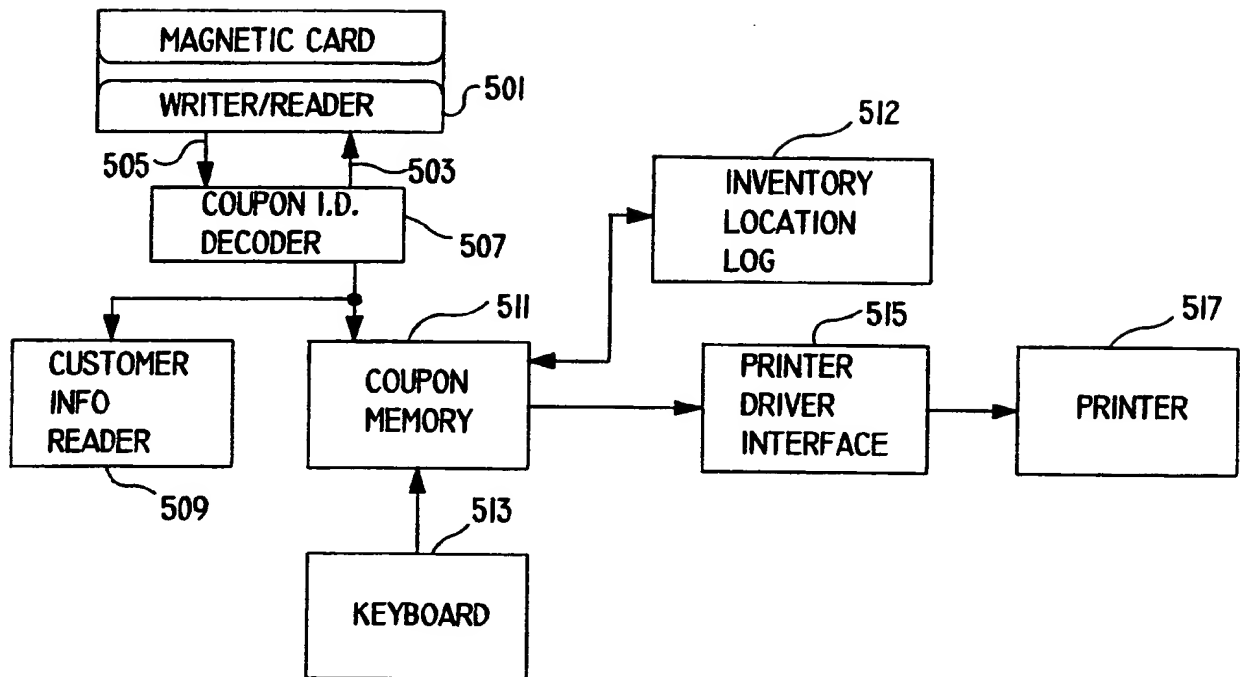 MAGNETIC CARD
WRITER/READER
501
505
503
COUPON I.D.
DECODER
507
512
INVENTORY
LOCATION
LOG
511
COUPON
MEMORY
CUSTOMER
INFO
READER
509
515
PRINTER
DRIVER
INTERFACE
517
PRINTER
513
KEYBOARD